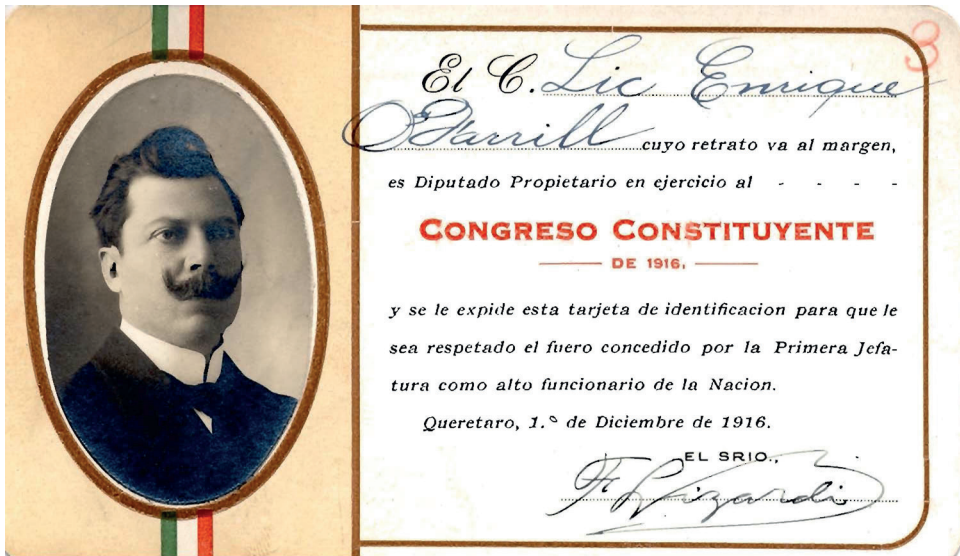 3
El C. Lic Enrique
O'Farrill cuyo retrato va al margen,
es Diputado Propietario en ejercicio al - - - -
CONGRESO CONSTITUYENTE
DE 1916,
y se le expide esta tarjeta de identificacion para que le
sea respetado el fuero concedido por la Primera Jefa-
tura como alto funcionario de la Nacion.
Queretaro, 1.º de Diciembre de 1916.
EL SRIO.,
F Lizardi